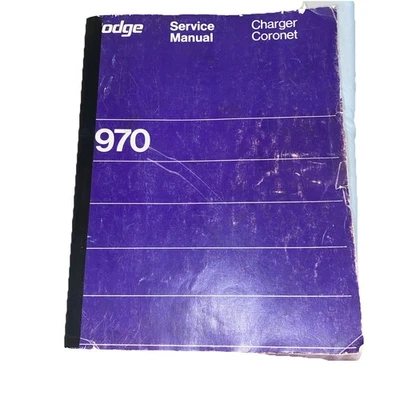 odge
Service
Manual
Charger
Coronet
970